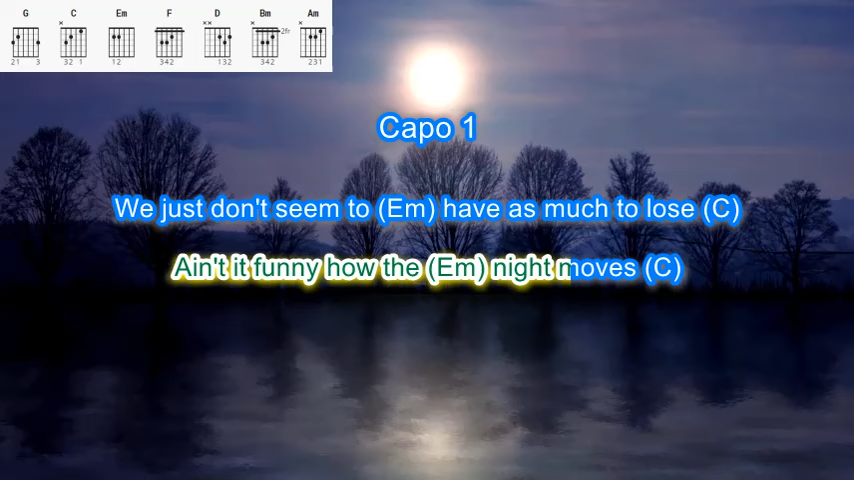 G C Em F D Bm Am
× ×× × ×
2fr
21 3 32 1 12 342 132 342 231
Capo 1
We just don't seem to (Em) have as much to lose (C)
Ain't it funny how the (Em) night moves (C)